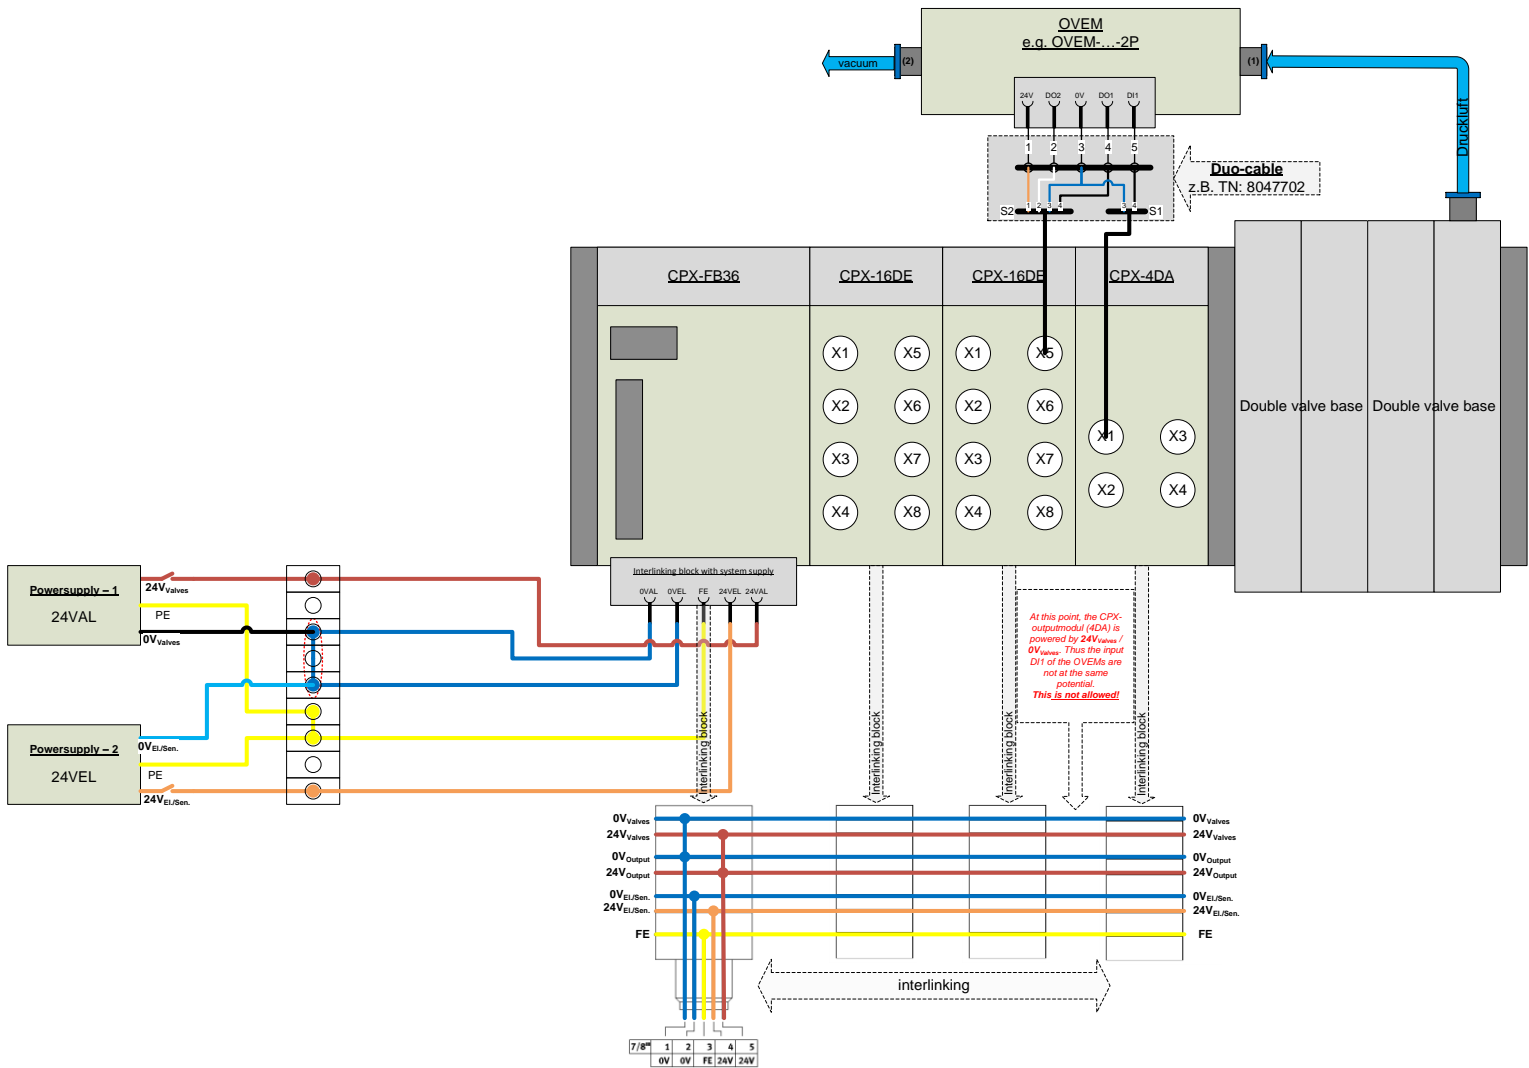 OVEM
e.g. OVEM-...-2P
vacuum
(2)
(1)
Druckluft
24V DO2 0V DO1 DI1
1 2 3 4 5
Duo-cable
z.B. TN: 8047702
1 2 3 4
3 4
S2
S1
CPX-FB36
CPX-16DE
CPX-16DE
CPX-4DA
X1 X5
X2 X6
X3 X7
X4 X8
X1 X5
X2 X6
X3 X7
X4 X8
X1 X3
X2 X4
Double valve base
Double valve base
Interlinking block with system supply
0VAL 0VEL FE 24VEL 24VAL
Powersupply – 1
24VAL
24VValves
PE
0VValves
Powersupply – 2
24VEL
0VEl./Sen.
PE
24VEl./Sen.
At this point, the CPX-
outputmodul (4DA) is
powered by 24VValves /
0VValves. Thus the input
DI1 of the OVEMs are
not at the same
potential.
This is not allowed!
Interlinking block
Interlinking block
Interlinking block
Interlinking block
0VValves
24VValves
0VOutput
24VOutput
0VEl./Sen.
24VEl./Sen.
FE
0VValves
24VValves
0VOutput
24VOutput
0VEl./Sen.
24VEl./Sen.
FE
interlinking
7/8" 1 2 3 4 5
0V 0V FE 24V 24V